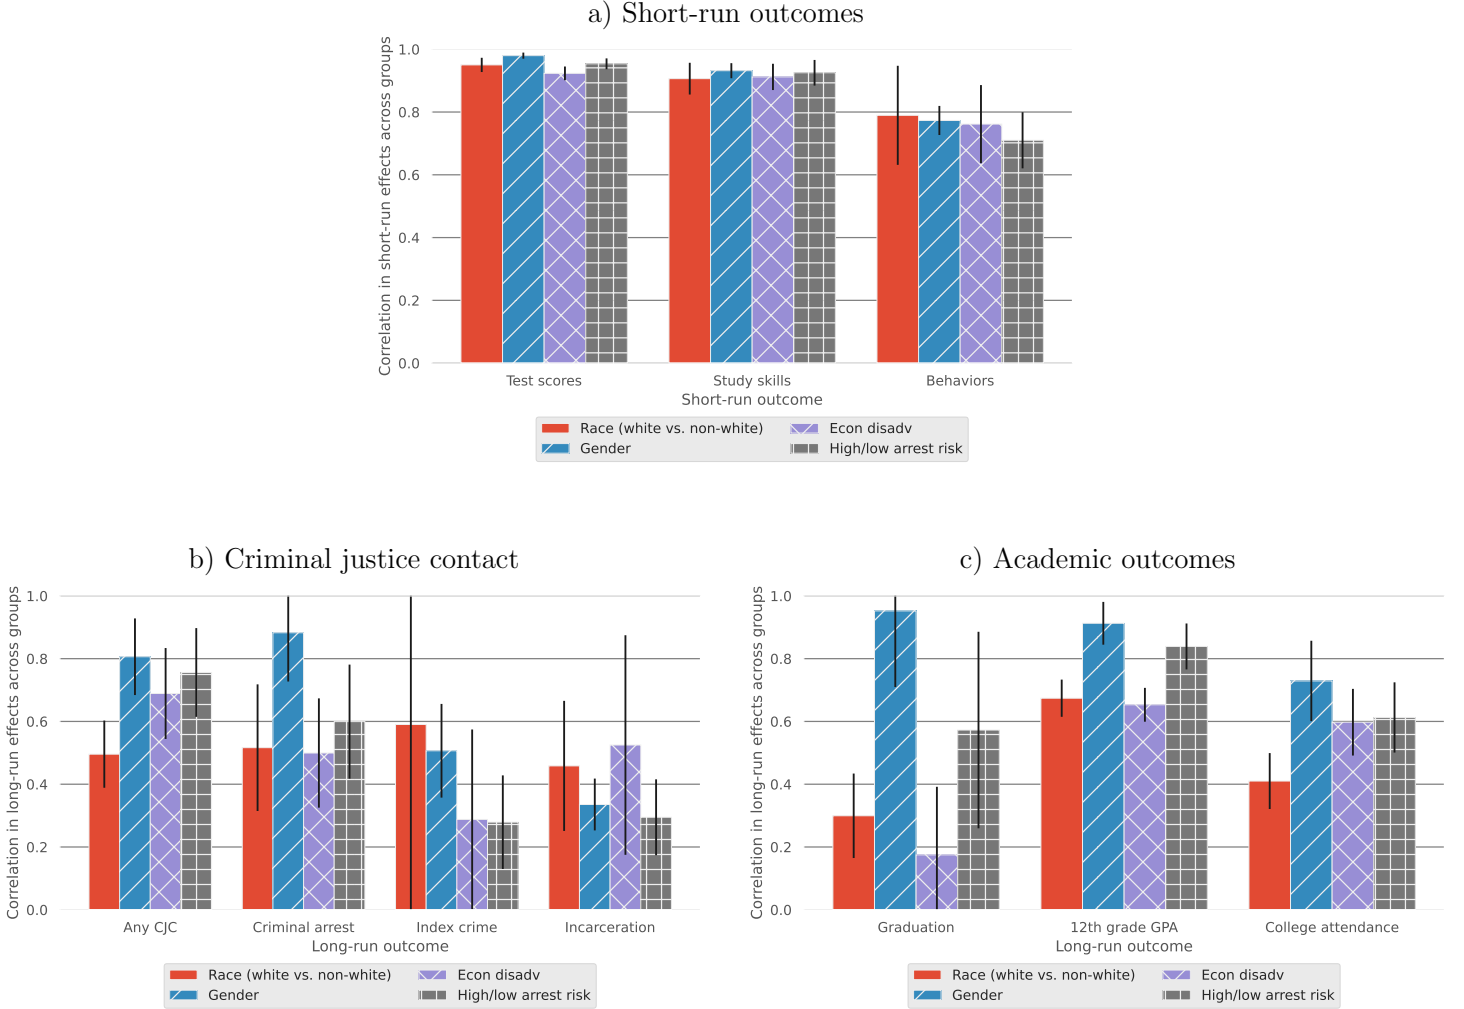 a) Short-run outcomes
Correlation in short-run effects across groups
1.0
0.8
0.6
0.4
0.2
0.0
Test scores
Study skills
Behaviors
Short-run outcome
Race (white vs. non-white)
Gender
Econ disadv
High/low arrest risk
b) Criminal justice contact
Correlation in long-run effects across groups
1.0
0.8
0.6
0.4
0.2
0.0
Any CJC
Criminal arrest
Index crime
Incarceration
Long-run outcome
Race (white vs. non-white)
Gender
Econ disadv
High/low arrest risk
c) Academic outcomes
Correlation in long-run effects across groups
1.0
0.8
0.6
0.4
0.2
0.0
Graduation
12th grade GPA
College attendance
Long-run outcome
Race (white vs. non-white)
Gender
Econ disadv
High/low arrest risk